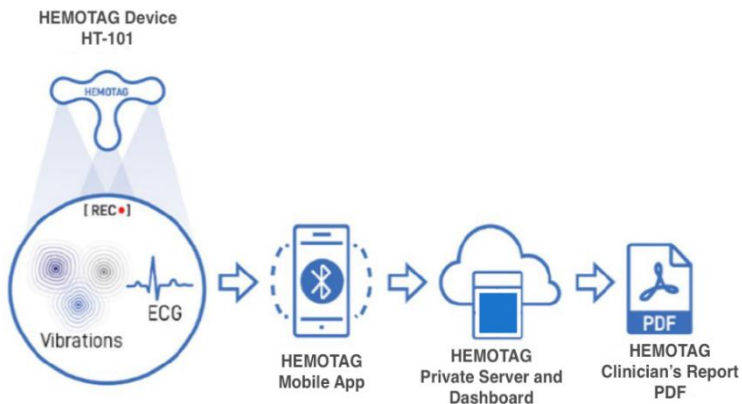 HEMOTAG Device
HT-101
HEMOTAG
[ REC• ]
Vibrations
ECG
HEMOTAG
Mobile App
HEMOTAG
Private Server and
Dashboard
PDF
HEMOTAG
Clinician's Report
PDF